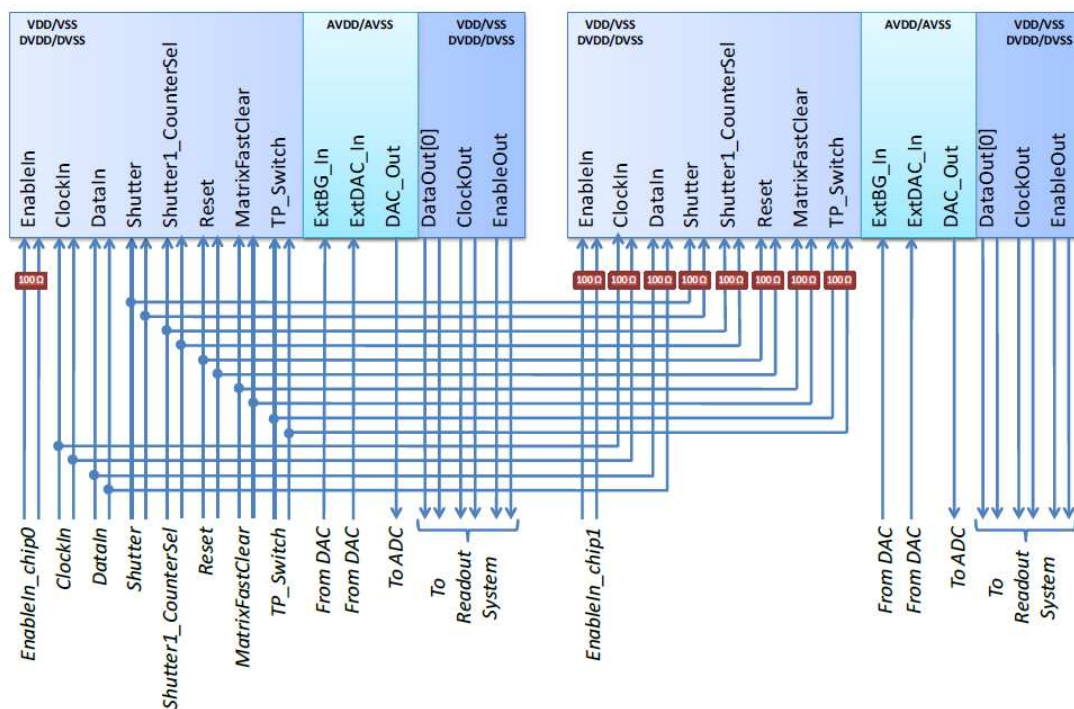 VDD/VSS
DVDD/DVSS
AVDD/AVSS
VDD/VSS
DVDD/DVSS
EnableIn
ClockIn
DataIn
Shutter
Shutter1_CounterSel
Reset
MatrixFastClear
TP_Switch
ExtBG_In
ExtDAC_In
DAC_Out
DataOut[0]
ClockOut
EnableOut
VDD/VSS
DVDD/DVSS
AVDD/AVSS
VDD/VSS
DVDD/DVSS
EnableIn
ClockIn
DataIn
Shutter
Shutter1_CounterSel
Reset
MatrixFastClear
TP_Switch
ExtBG_In
ExtDAC_In
DAC_Out
DataOut[0]
ClockOut
EnableOut
100 Ω
100 Ω
100 Ω
100 Ω
100 Ω
100 Ω
100 Ω
100 Ω
100 Ω
EnableIn_chip0
ClockIn
DataIn
Shutter
Shutter1_CounterSel
Reset
MatrixFastClear
TP_Switch
From DAC
From DAC
To ADC
To
Readout
System
EnableIn_chip1
From DAC
From DAC
To ADC
To
Readout
System